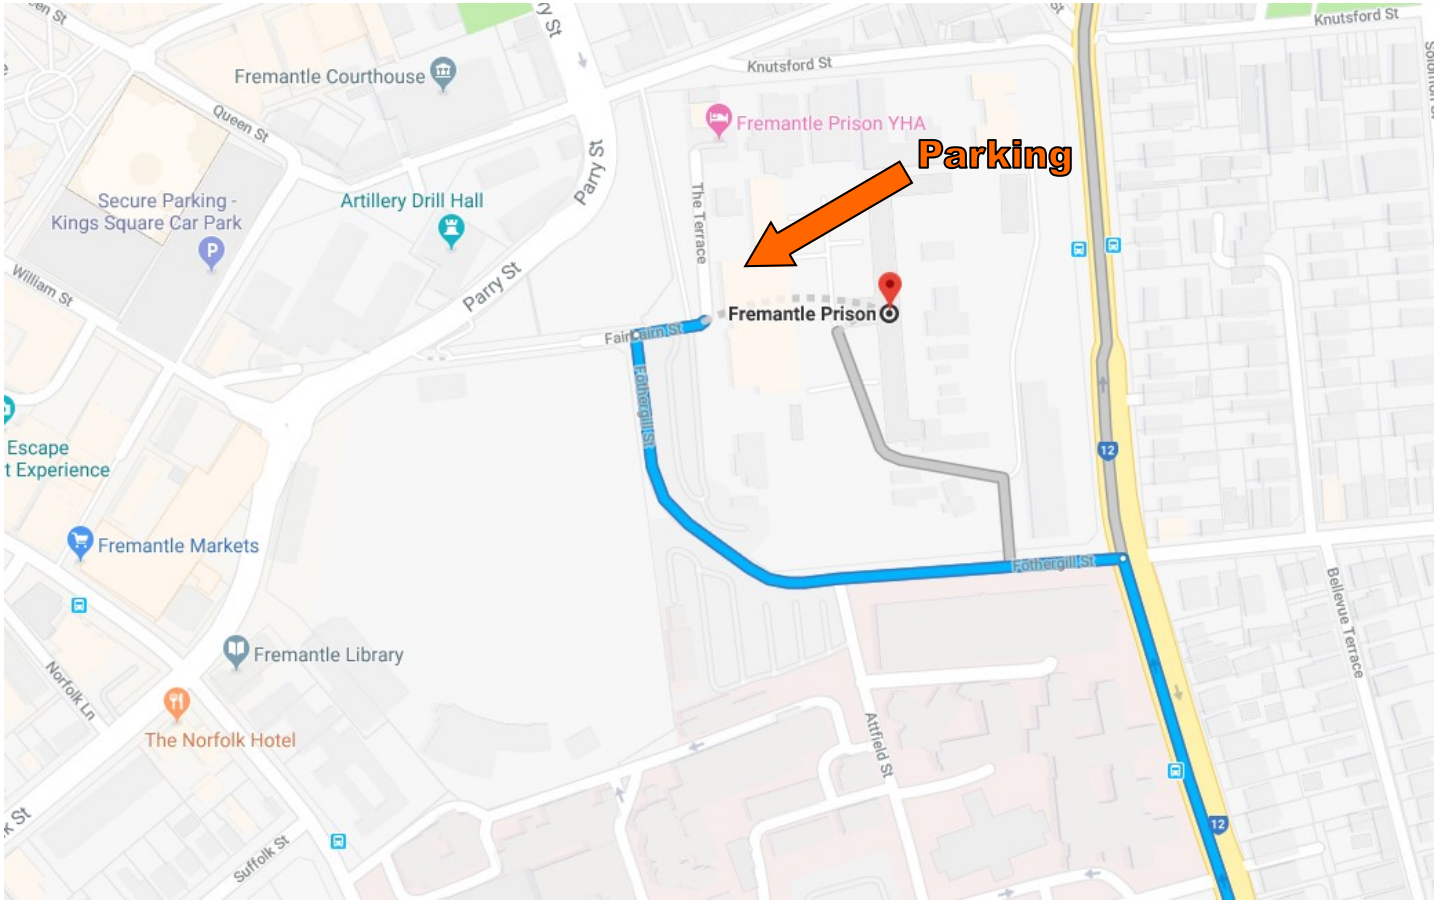 Knutsford St
Queen St
Fremantle Courthouse
Knutsford St
Fremantle Prison YHA
Parking
Parry St
Secure Parking -
Kings Square Car Park
P
Artillery Drill Hall
The Terrace
William St
Parry St
Fremantle Prison
Fairbairn St
Fothergill St
Escape
t Experience
12
Fremantle Markets
Fothergill St
Bellevue Terrace
Fremantle Library
Norfolk Ln
The Norfolk Hotel
Attfield St
12
k St
Suffolk St